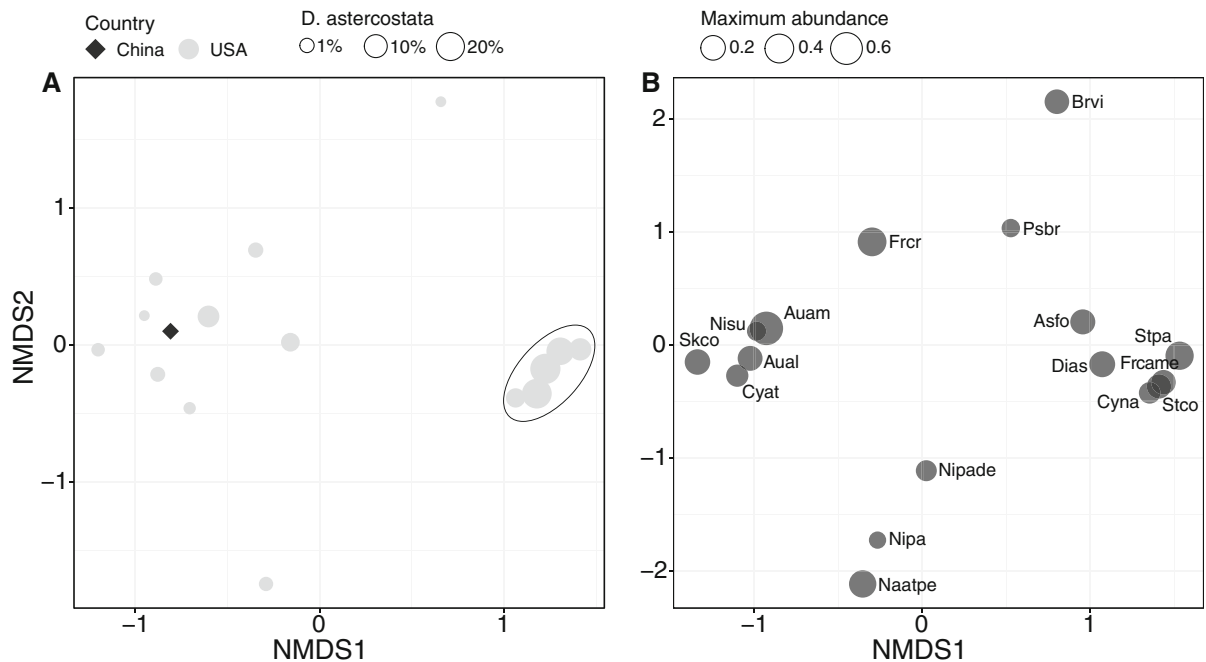 Country
China USA
D. astercostata
1% 10% 20%
Maximum abundance
0.2 0.4 0.6
A
1
0
−1
NMDS2
−1 0 1
NMDS1
B
2
1
0
−1
−2
Brvi
Psbr
Frcr
Auam
Nisu
Skco
Aual
Cyat
Asfo
Stpa
Dias
Frcame
Cyna
Stco
Nipade
Nipa
Naatpe
−1 0 1
NMDS1